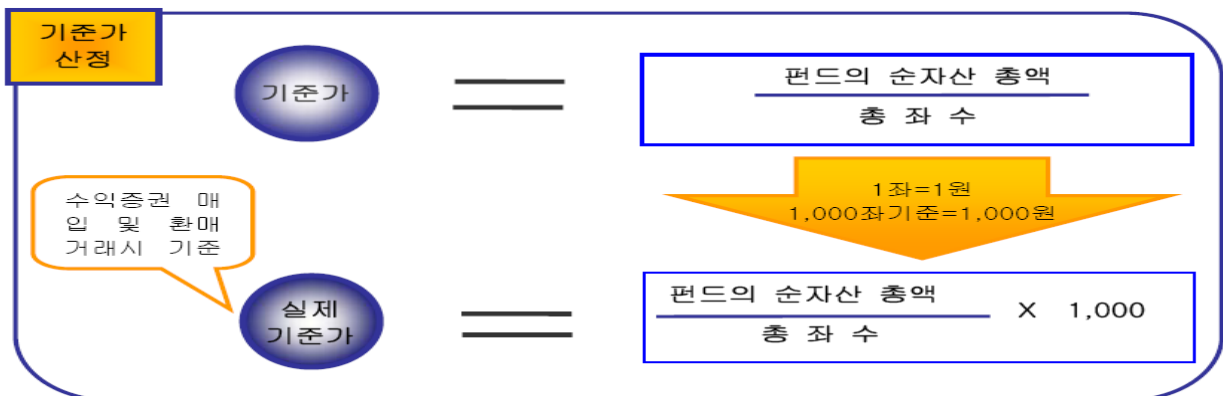 기준가
산정
기준가
펀드의 순자산 총액
총 좌 수
1좌=1원
1,000좌기준=1,000원
수익증권 매
입 및 환매
거래시 기준
실제
기준가
펀드의 순자산 총액
총 좌 수
X 1,000